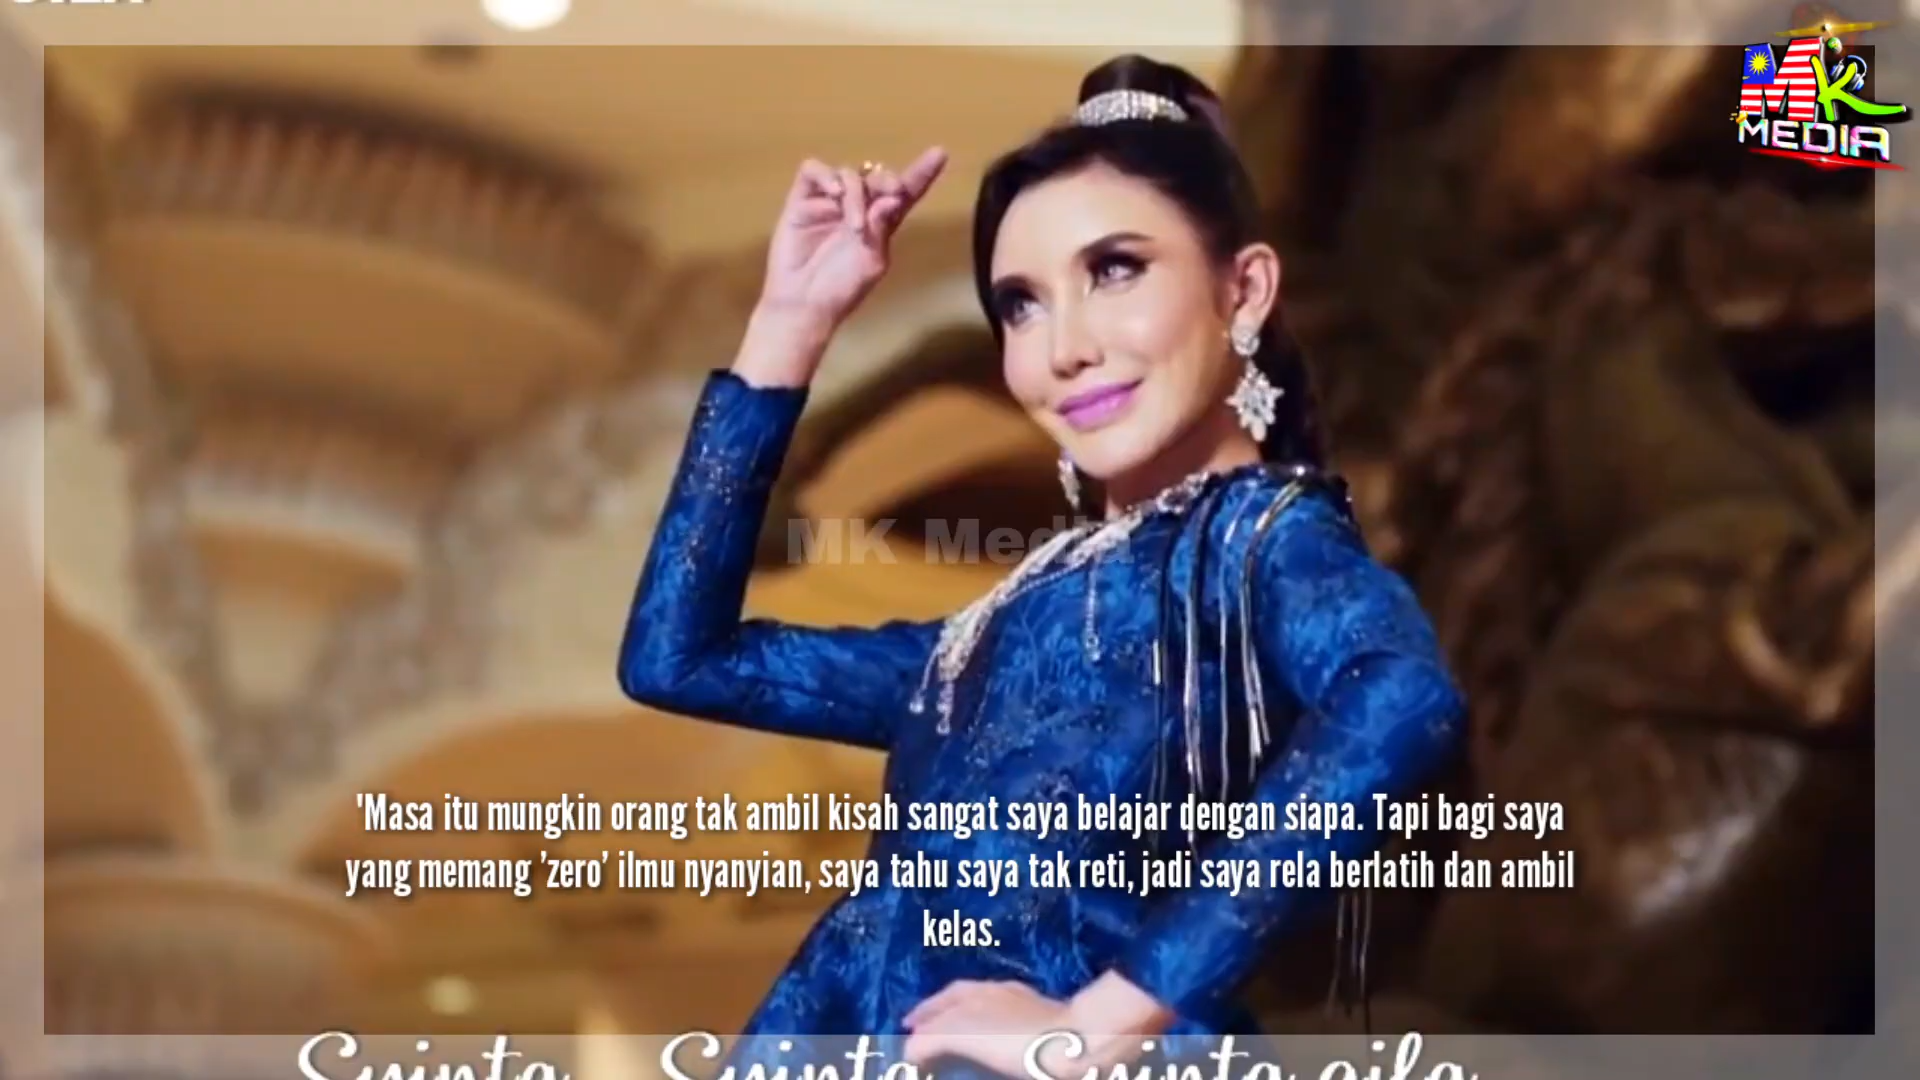 MK
MEDIA
MK Media
'Masa itu mungkin orang tak ambil kisah sangat saya belajar dengan siapa. Tapi bagi saya
yang memang 'zero' ilmu nyanyian, saya tahu saya tak reti, jadi saya rela berlatih dan ambil
kelas.